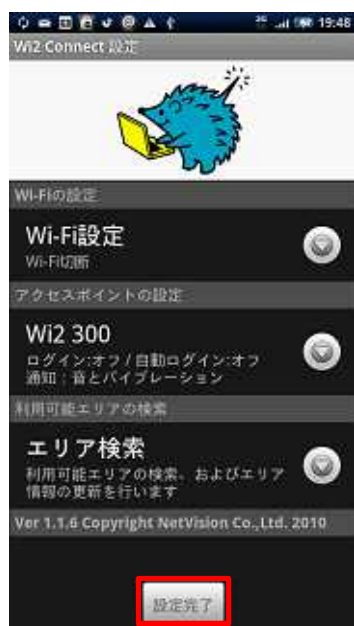 19:48
Wi2 Connect 設定
Wi-Fiの設定
Wi-Fi設定
Wi-Fi切断
アクセスポイントの設定
Wi2 300
ログイン:オフ / 自動ログイン:オフ
通知：音とバイブレーション
利用可能エリアの検索
エリア検索
利用可能エリアの検索、およびエリア
情報の更新を行います
Ver 1.1.6 Copyright NetVision Co.,Ltd. 2010
設定完了